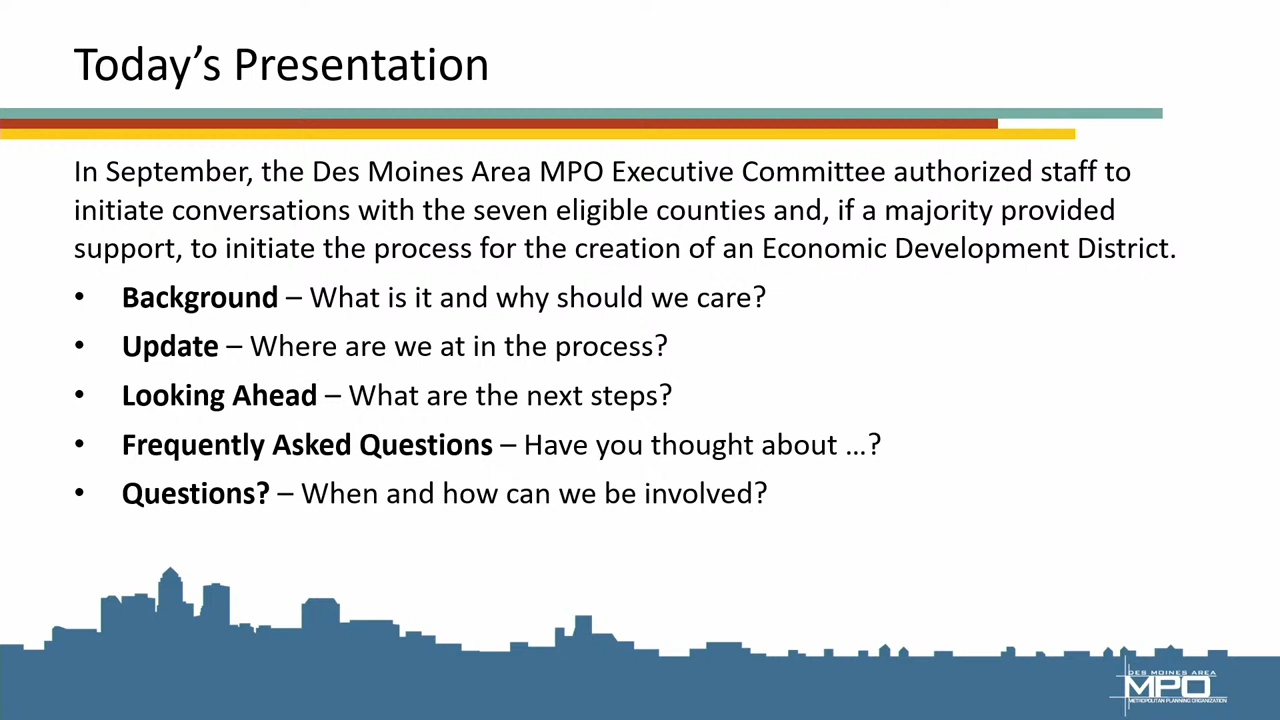 Today’s Presentation
In September, the Des Moines Area MPO Executive Committee authorized staff to
initiate conversations with the seven eligible counties and, if a majority provided
support, to initiate the process for the creation of an Economic Development District.
• Background – What is it and why should we care?
• Update – Where are we at in the process?
• Looking Ahead – What are the next steps?
• Frequently Asked Questions – Have you thought about …?
• Questions? – When and how can we be involved?
DES MOINES AREA
MPO
METROPOLITAN PLANNING ORGANIZATION